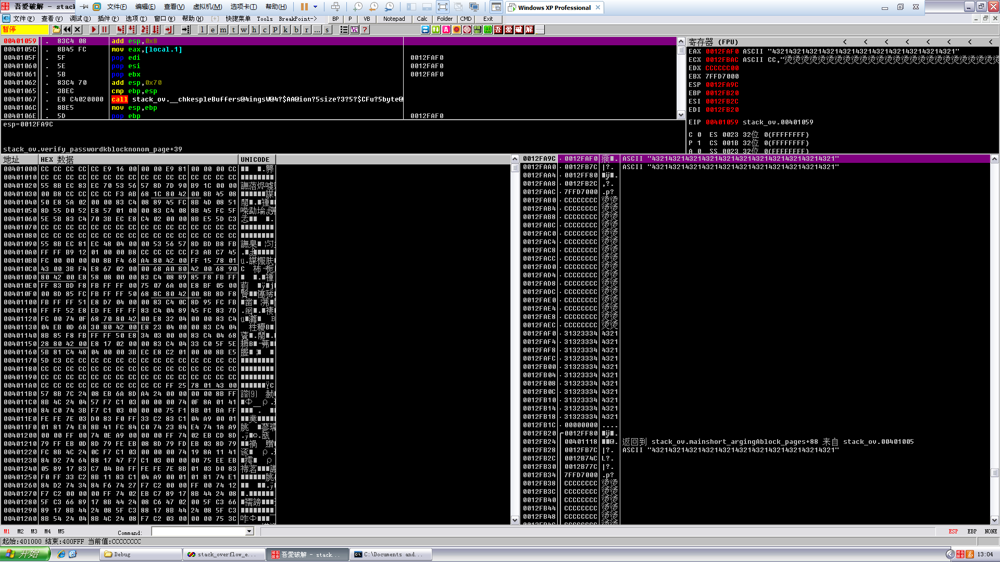 吾爱破解 - stack
文件(F) 编辑(E) 查看(V) 虚拟机(M) 选项卡(T) 帮助(H)
Windows XP Professional
文件(F) 查看(V) 调试(D) 插件(P) 选项(T) 窗口(W) 帮助(H) [+] 快捷菜单 Tools BreakPoint-> BP P VB Notepad Calc Folder CMD Exit
暂停 l e m t w h c p k b r ... s ? 吾 爱 破 解
00401059 . 83C4 08 add esp,0x8
0040105C . 8B45 FC mov eax,[local.1]
0040105F . 5F pop edi 0012FAF0
00401060 . 5E pop esi 0012FAF0
00401061 . 5B pop ebx 0012FAF0
00401062 . 83C4 70 add esp,0x70
00401065 . 3BEC cmp ebp,esp
00401067 . E8 C4020000 call stack_ov.__chkespleBuffers@4ingsW@4?$AA@ion?5size?3?5?$CFu?5byte@
0040106C . 8BE5 mov esp,ebp
0040106E . 5D pop ebp 0012FAF0
esp=0012FA9C
stack_ov.verify_passwordkblocknonom_page+39
寄存器 (FPU) < < < < < < < <
EAX 0012FAF0 ASCII "43214321432143214321432143214321432143214321"
ECX 0012FBAC ASCII CC,"烫烫烫烫烫烫烫烫烫烫烫烫烫烫烫烫烫烫烫烫烫烫烫烫烫
EDX CCCCCC00
EBX 7FFD7000
ESP 0012FA9C
EBP 0012FB20
ESI 0012FB2C
EDI 0012FB20
EIP 00401059 stack_ov.00401059
C 0 ES 0023 32位 0(FFFFFFFF)
P 1 CS 001B 32位 0(FFFFFFFF)
A 0 SS 0023 32位 0(FFFFFFFF)
地址 HEX 数据 UNICODE
00401000 CC CC CC CC CC E9 16 00 00 00 E9 81 00 00 00 CC
00401010 CC CC CC CC CC CC CC CC CC CC CC CC CC CC CC CC
00401020 55 8B EC 83 EC 70 53 56 57 8D 7D 90 B9 1C 00 00
00401030 00 B8 CC CC CC CC F3 AB 68 1C 80 42 00 8B 45 08
00401040 50 E8 5A 02 00 00 83 C4 08 89 45 FC 8B 4D 08 51
00401050 8D 55 D0 52 E8 57 01 00 00 83 C4 08 8B 45 FC 5F
00401060 5E 5B 83 C4 70 3B EC E8 C4 02 00 00 8B E5 5D C3
00401070 CC CC CC CC CC CC CC CC CC CC CC CC CC CC CC CC
00401080 CC CC CC CC CC CC CC CC CC CC CC CC CC CC CC CC
00401090 55 8B EC 81 EC 48 04 00 00 53 56 57 8D BD B8 FB
004010A0 FF FF B9 12 01 00 00 B8 CC CC CC CC F3 AB C7 45
004010B0 FC 00 00 00 00 8B F4 68 A4 80 42 00 FF 15 78 01
004010C0 43 00 3B F4 E8 67 02 00 00 68 A0 80 42 00 68 90
004010D0 80 42 00 E8 58 08 00 00 83 C4 08 89 85 F8 FB FF
004010E0 FF 83 BD F8 FB FF FF 00 75 07 6A 00 E8 BF 05 00
004010F0 00 8D 85 FC FB FF FF 50 68 8C 80 42 00 8B 8D F8
00401100 FB FF FF 51 E8 D7 04 00 00 83 C4 0C 8D 95 FC FB
00401110 FF FF 52 E8 ED FE FF FF 83 C4 04 89 45 FC 83 7D
00401120 FC 00 74 0F 68 70 80 42 00 E8 32 04 00 00 83 C4
00401130 04 EB 0D 68 30 80 42 00 E8 23 04 00 00 83 C4 04
00401140 8B 85 F8 FB FF FF 50 E8 34 03 00 00 83 C4 04 68
00401150 28 80 42 00 E8 17 02 00 00 83 C4 04 33 C0 5F 5E
00401160 5B 81 C4 48 04 00 00 3B EC E8 C2 01 00 00 8B E5
00401170 5D C3 CC CC CC CC CC CC CC CC CC CC CC CC CC CC
00401180 CC CC CC CC CC CC CC CC CC CC CC CC CC CC CC CC
00401190 CC CC CC CC CC CC CC CC CC CC CC CC CC CC CC CC
004011A0 CC CC CC CC CC CC CC CC CC CC FF 25 78 01 43 00
004011B0 57 8B 7C 24 08 EB 6A 8D A4 24 00 00 00 00 8B FF
004011C0 8B 4C 24 04 57 F7 C1 03 00 00 00 74 0F 8A 01 41
004011D0 84 C0 74 3B F7 C1 03 00 00 00 75 F1 8B 01 BA FF
004011E0 FE FE 7E 03 D0 83 F0 FF 33 C2 83 C1 04 A9 00 01
004011F0 01 81 74 E8 8B 41 FC 84 C0 74 23 84 E4 74 1A A9
00401200 00 00 FF 00 74 0E A9 00 00 00 FF 74 02 EB CD 8D
00401210 79 FF EB 0D 8D 79 FE EB 08 8D 79 FD EB 03 8D 79
00401220 FC 8B 4C 24 0C F7 C1 03 00 00 00 74 19 8A 11 41
00401230 84 D2 74 64 88 17 47 F7 C1 03 00 00 00 75 EE EB
00401240 05 89 17 83 C7 04 BA FF FE FE 7E 8B 01 03 D0 83
00401250 F0 FF 33 C2 8B 11 83 C1 04 A9 00 01 01 81 74 E1
00401260 84 D2 74 34 84 F6 74 27 F7 C2 00 00 FF 00 74 12
00401270 F7 C2 00 00 00 FF 74 02 EB C7 89 17 8B 44 24 08
00401280 5F C3 66 89 17 8B 44 24 08 C6 47 02 00 5F C3 66
00401290 89 17 8B 44 24 08 5F C3 88 17 8B 44 24 08 5F C3
004012A0 8B 54 24 04 8B 4C 24 08 F7 C2 03 00 00 00 75 3C
0012FA9C 0012FAF0 ASCII "43214321432143214321432143214321432143214321"
0012FAA0 0012FB7C |?. ASCII "43214321432143214321432143214321432143214321"
0012FAA4 0012FF80
0012FAA8 0012FB2C ,?.
0012FAAC 7FFD7000 .p?
0012FAB0 CCCCCCCC 烫烫
0012FAB4 CCCCCCCC 烫烫
0012FAB8 CCCCCCCC 烫烫
0012FABC CCCCCCCC 烫烫
0012FAC0 CCCCCCCC 烫烫
0012FAC4 CCCCCCCC 烫烫
0012FAC8 CCCCCCCC 烫烫
0012FACC CCCCCCCC 烫烫
0012FAD0 CCCCCCCC 烫烫
0012FAD4 CCCCCCCC 烫烫
0012FAD8 CCCCCCCC 烫烫
0012FADC CCCCCCCC 烫烫
0012FAE0 CCCCCCCC 烫烫
0012FAE4 CCCCCCCC 烫烫
0012FAE8 CCCCCCCC 烫烫
0012FAEC CCCCCCCC 烫烫
0012FAF0 31323334 4321
0012FAF4 31323334 4321
0012FAF8 31323334 4321
0012FAFC 31323334 4321
0012FB00 31323334 4321
0012FB04 31323334 4321
0012FB08 31323334 4321
0012FB0C 31323334 4321
0012FB10 31323334 4321
0012FB14 31323334 4321
0012FB18 31323334 4321
0012FB1C 00000000 ....
0012FB20 0012FF80
0012FB24 00401118 返回到 stack_ov.mainshort_argingAblock_pages+88 来自 stack_ov.00401005
0012FB28 0012FB7C |?. ASCII "43214321432143214321432143214321432143214321"
0012FB2C 0012B74C L?.
0012FB30 0012B77C |?.
0012FB34 7FFD7000 .p?
0012FB38 CCCCCCCC 烫烫
0012FB3C CCCCCCCC 烫烫
0012FB40 CCCCCCCC 烫烫
0012FB44 CCCCCCCC 烫烫
0012FB48 CCCCCCCC 烫烫
M1 M2 M3 M4 M5 Command: ESP EBP NONE
起始:401000 结束:400FFF 当前值:CCCCCCCC
开始 Debug stack_overflow_e... 吾爱破解 - stack... C:\Documents and... 13:04